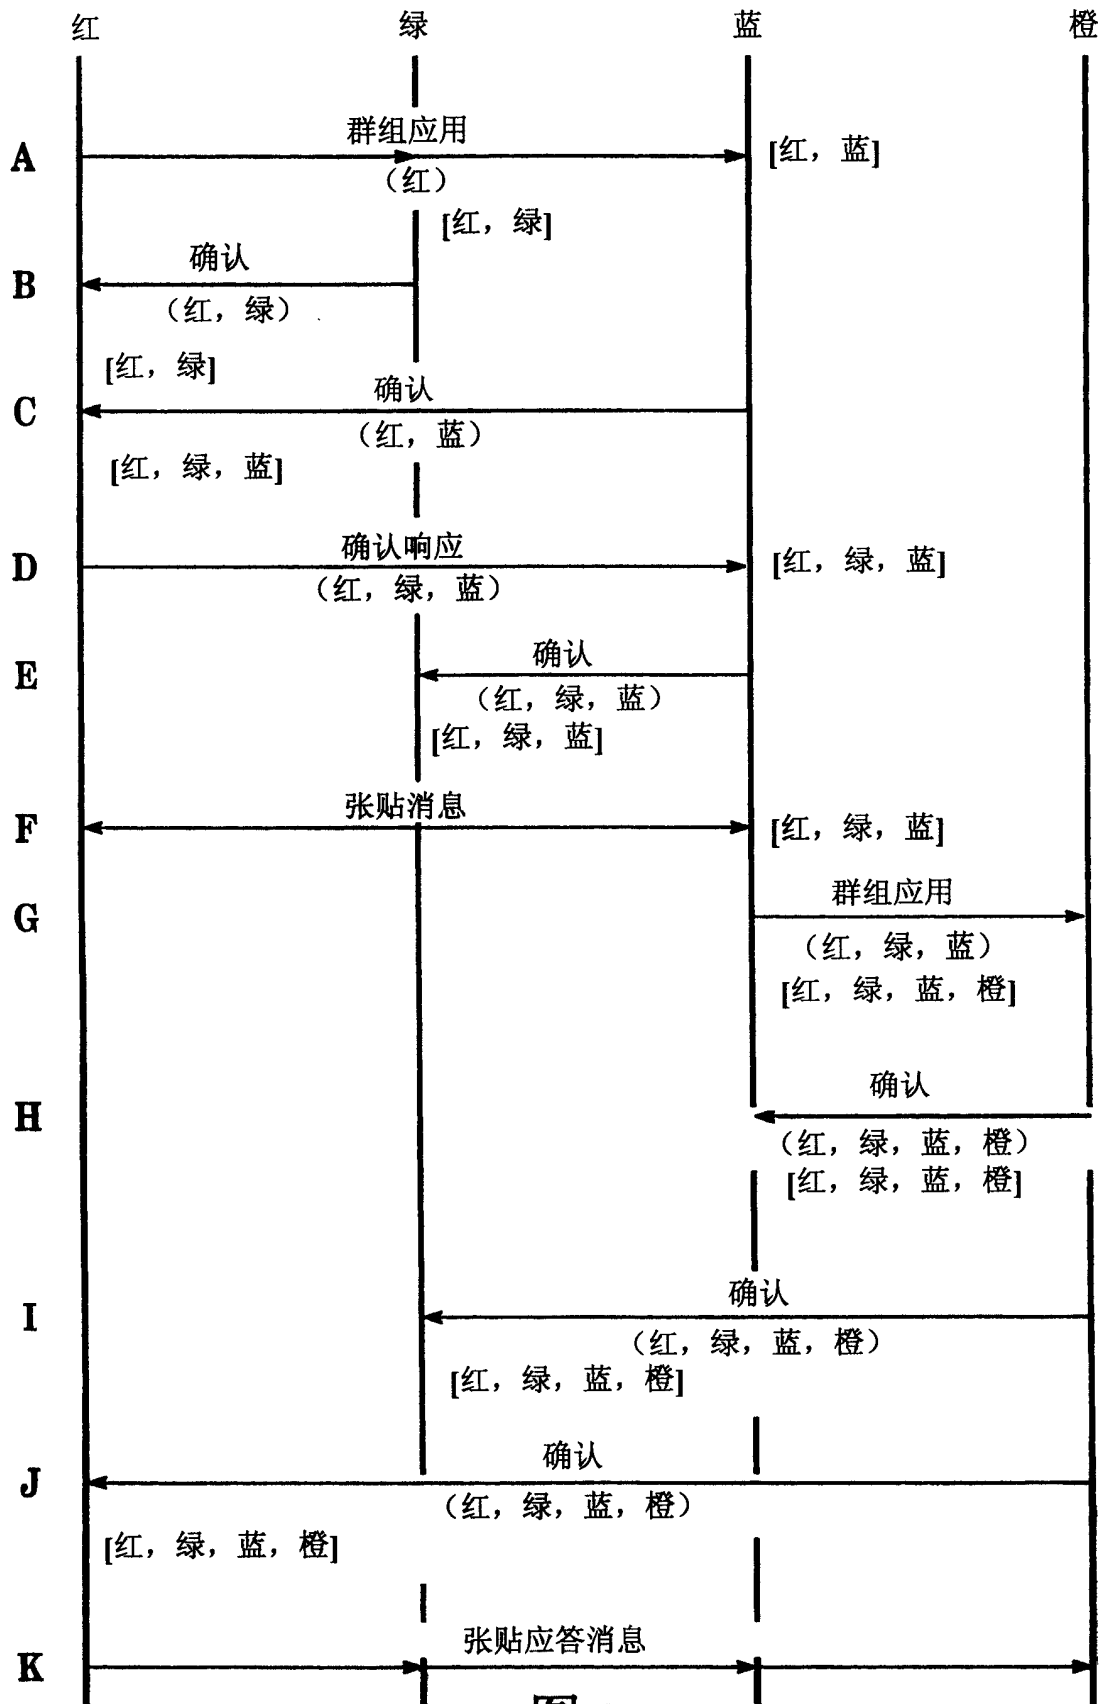 红 绿 蓝 橙
群组应用
A
[红，蓝]
（红）
[红，绿]
确认
B
（红，绿）
[红，绿]
确认
C
（红，蓝）
[红，绿，蓝]
确认响应
D
[红，绿，蓝]
（红，绿，蓝）
确认
E
（红，绿，蓝）
[红，绿，蓝]
张贴消息
F
[红，绿，蓝]
群组应用
G
（红，绿，蓝）
[红，绿，蓝，橙]
确认
H
（红，绿，蓝，橙）
[红，绿，蓝，橙]
确认
I
（红，绿，蓝，橙）
[红，绿，蓝，橙]
确认
J
（红，绿，蓝，橙）
[红，绿，蓝，橙]
张贴应答消息
K